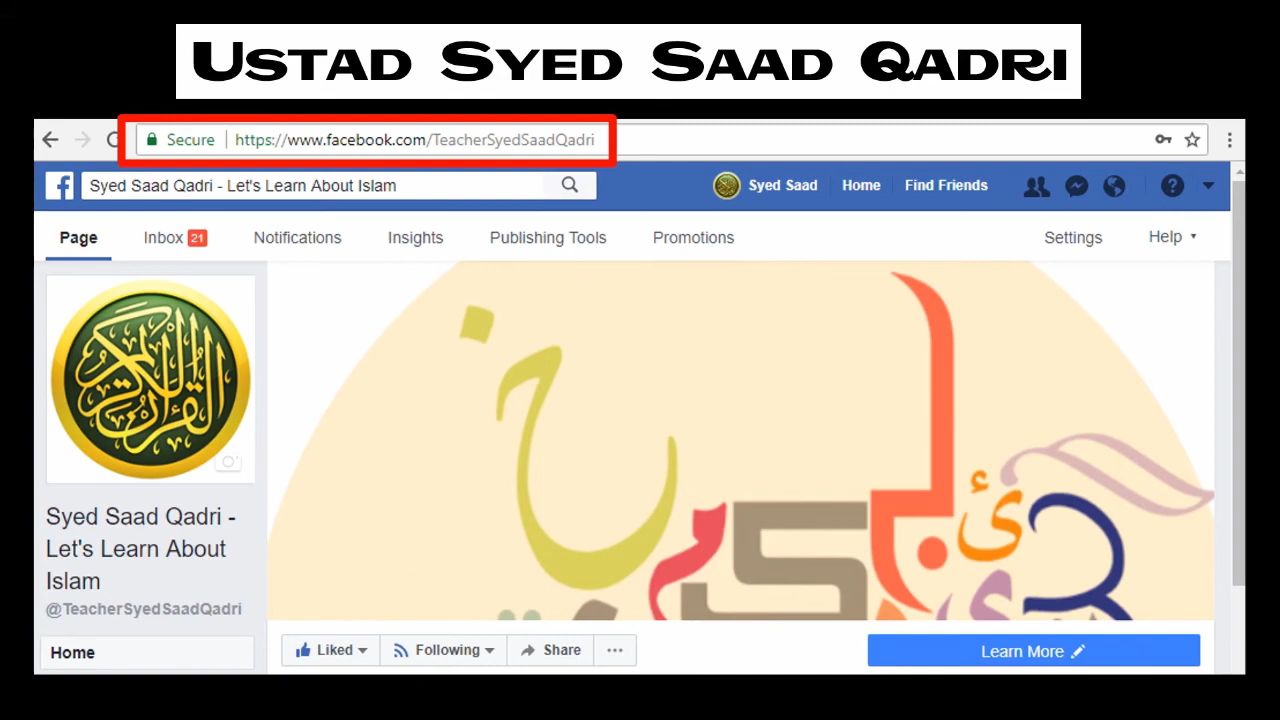 Ustad Syed Saad Qadri
Secure | https://www.facebook.com/TeacherSyedSaadQadri
Syed Saad Qadri - Let's Learn About Islam
Syed Saad Home Find Friends
Page Inbox 21 Notifications Insights Publishing Tools Promotions Settings Help
القرآن الكريم
Syed Saad Qadri -
Let's Learn About
Islam
@TeacherSyedSaadQadri
Home
Liked Following Share ... Learn More